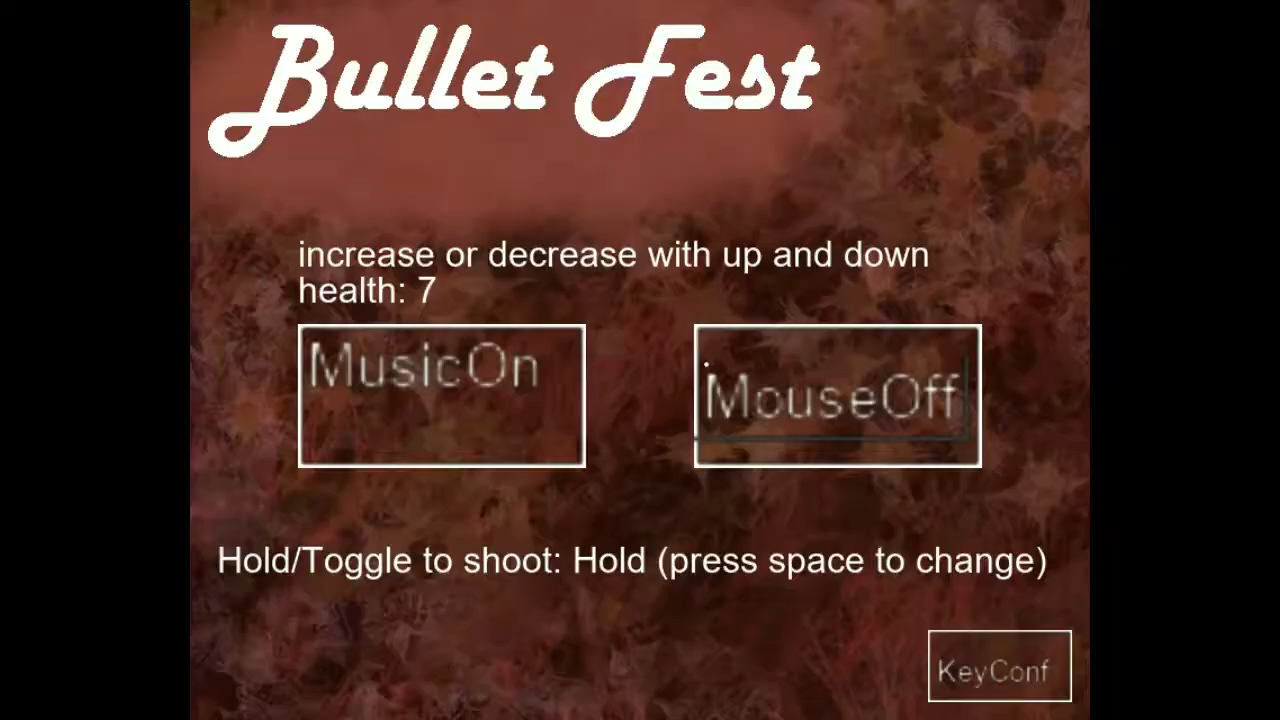 Bullet Fest
increase or decrease with up and down
health: 7
MusicOn
MouseOff
Hold/Toggle to shoot: Hold (press space to change)
KeyConf